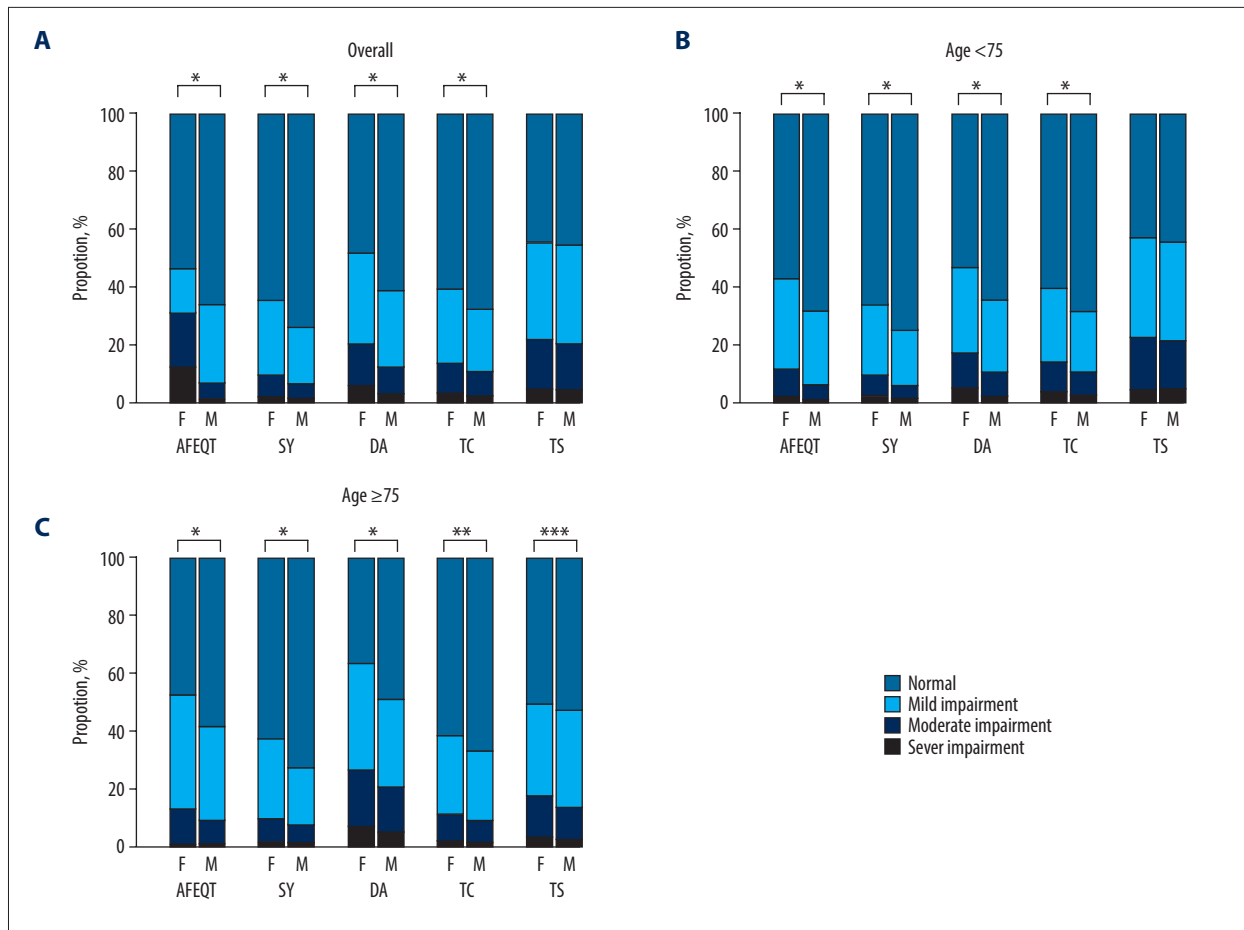 A
Overall
* * * *
Propotion, %
100
80
60
40
20
0
F M F M F M F M F M
AFEQT SY DA TC TS
B
Age <75
* * * *
Propotion, %
100
80
60
40
20
0
F M F M F M F M F M
AFEQT SY DA TC TS
C
Age ≥75
* * * ** ***
Propotion, %
100
80
60
40
20
0
F M F M F M F M F M
AFEQT SY DA TC TS
Normal
Mild impairment
Moderate impairment
Sever impairment